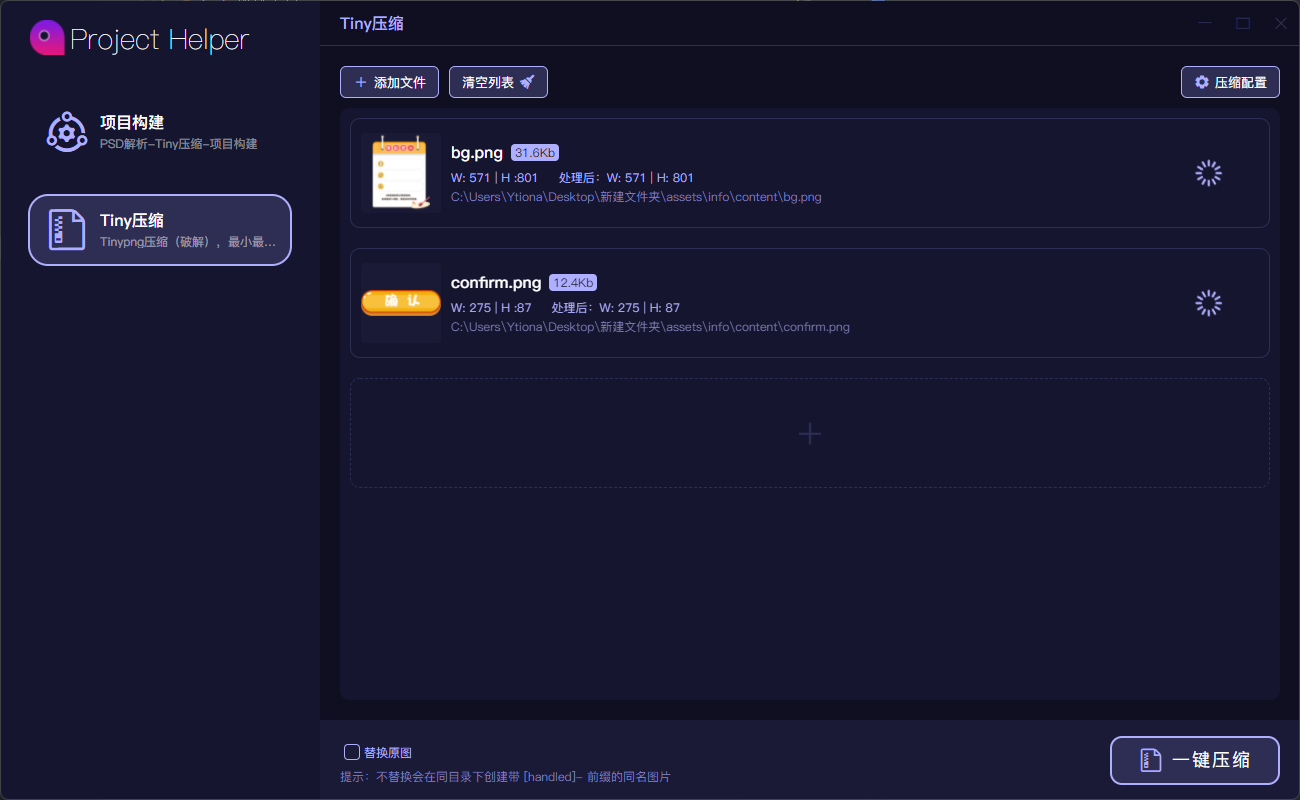 Project Helper
项目构建
PSD解析-Tiny压缩-项目构建
Tiny压缩
Tinypng压缩（破解），最小最...
Tiny压缩
添加文件
清空列表
压缩配置
bg.png 31.6Kb
W: 571 | H :801 处理后：W: 571 | H: 801
C:\Users\Ytiona\Desktop\新建文件夹\assets\info\content\bg.png
确 认
confirm.png 12.4Kb
W: 275 | H :87 处理后：W: 275 | H: 87
C:\Users\Ytiona\Desktop\新建文件夹\assets\info\content\confirm.png
替换原图
提示：不替换会在同目录下创建带 [handled]- 前缀的同名图片
一键压缩